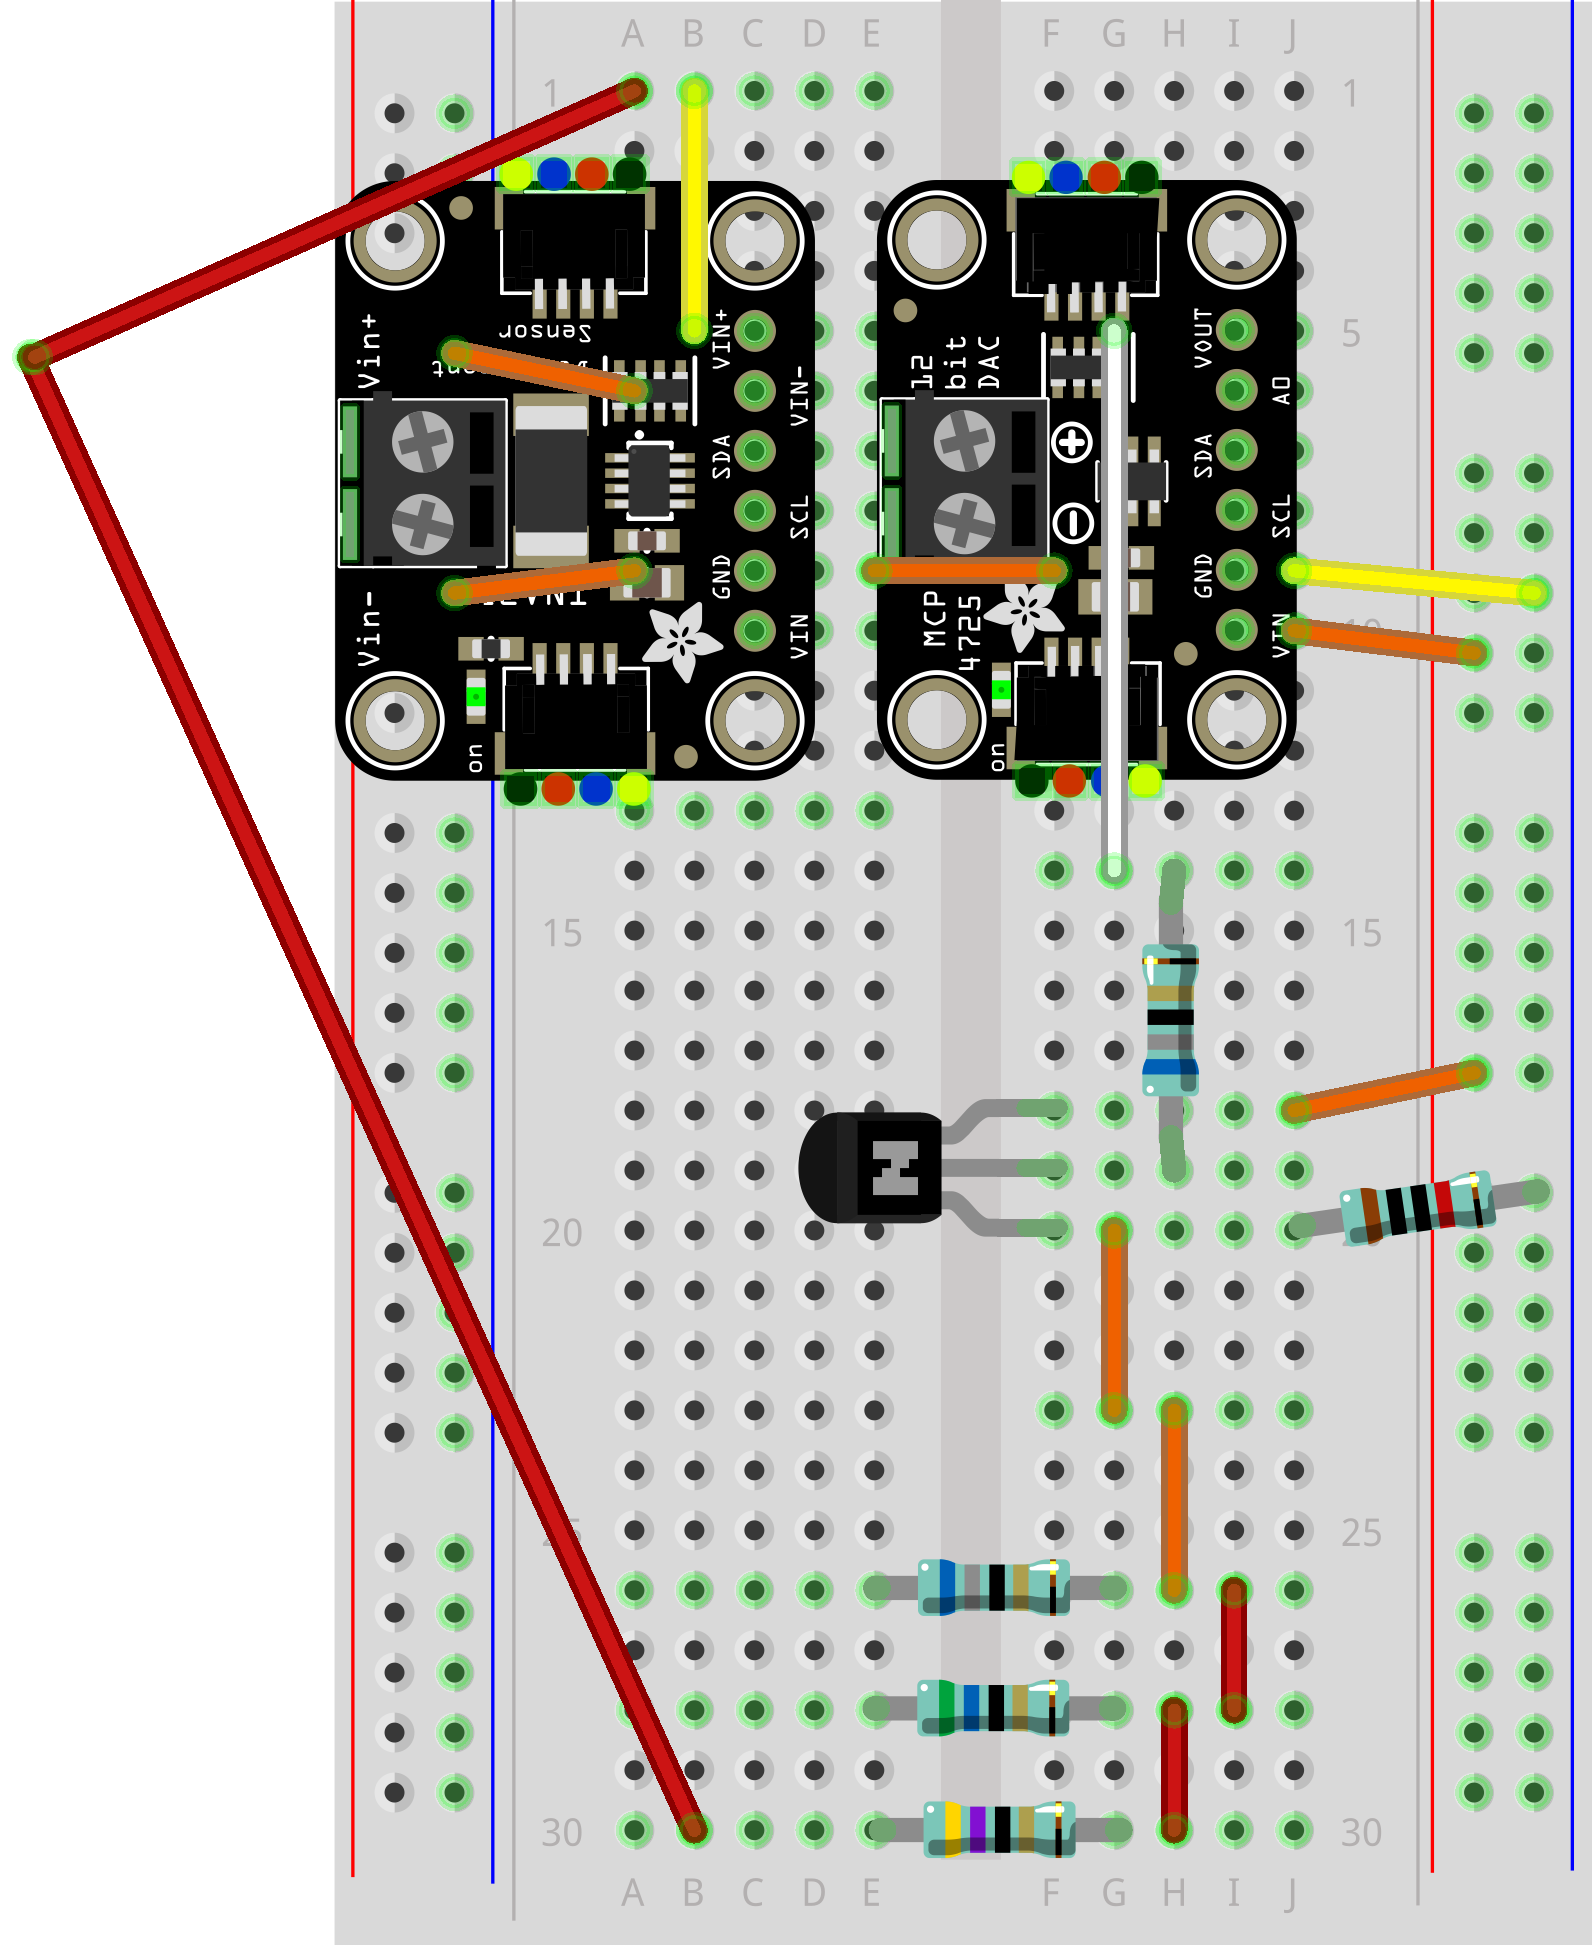 A B C D E F G H I J
1 1
Vin+
Sensor
VIN+
VIN-
SDA
SCL
GND
VIN
Vin-
on
12
bit
DAC
VOUT
A0
SDA
SCL
GND
VIN
MCP
4725
on
5
15 15
20
25
30 30
A B C D E F G H I J